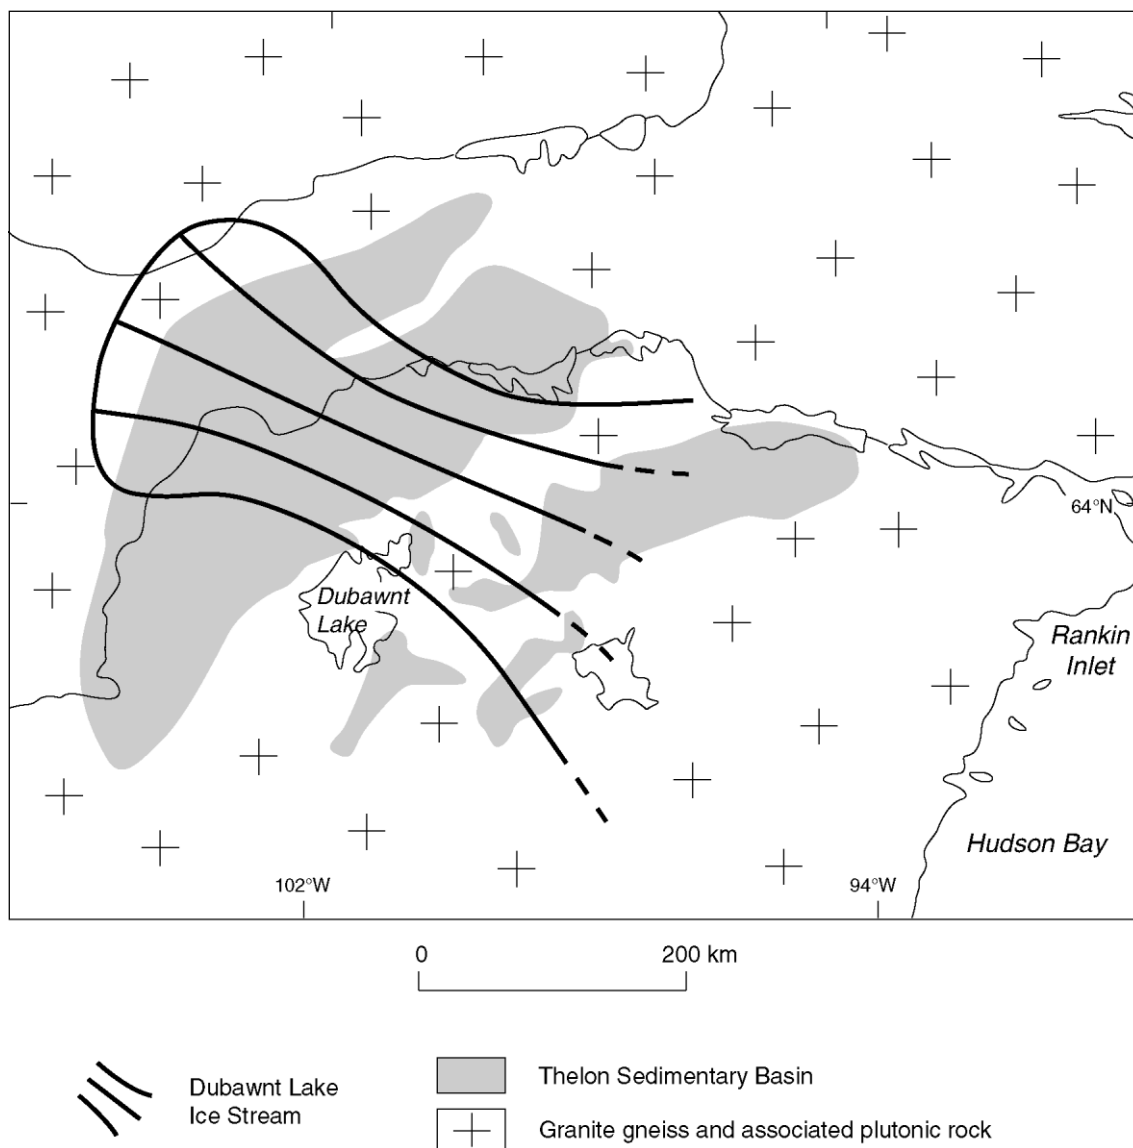 64°N
Dubawnt
Lake
Rankin
Inlet
Hudson Bay
102°W
94°W
0
200 km
Dubawnt Lake
Ice Stream
Thelon Sedimentary Basin
Granite gneiss and associated plutonic rock